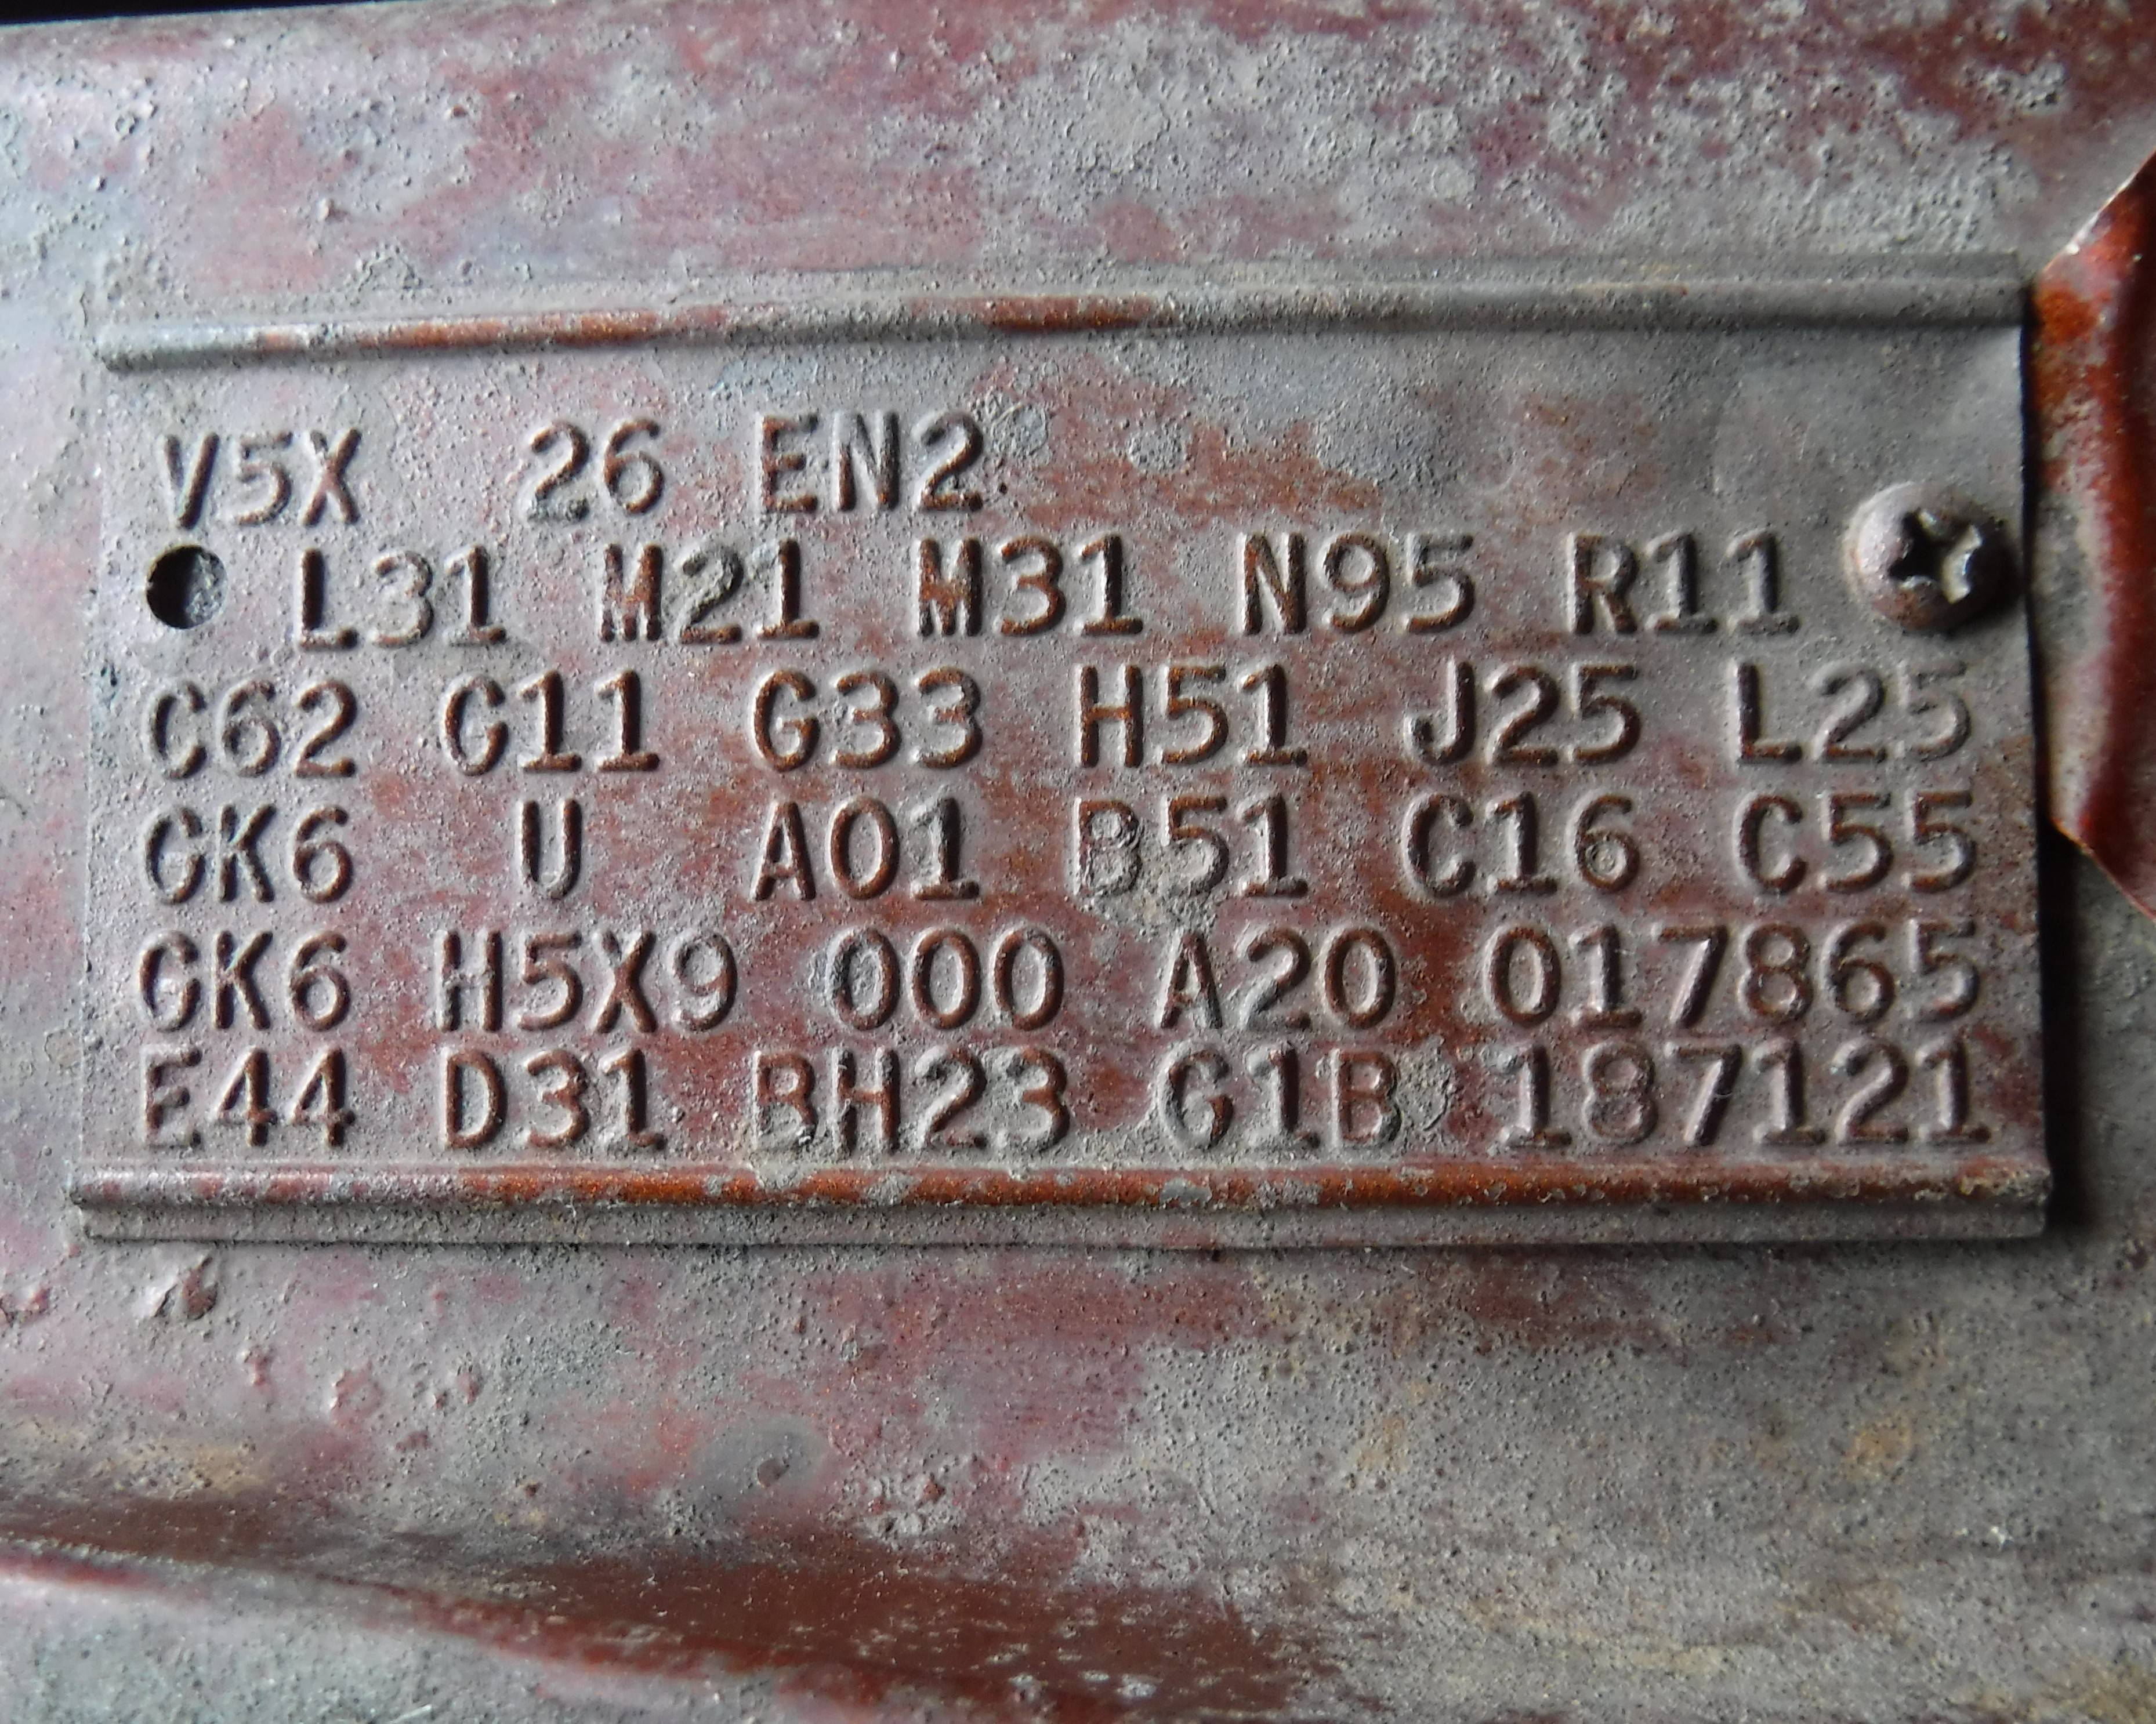 V5X 26 EN2
L31 M21 M31 N95 R11
C62 G11 G33 H51 J25 L25
GK6 U A01 B51 C16 C55
GK6 H5X9 000 A20 017865
E44 D31 BH23 G1B 187121